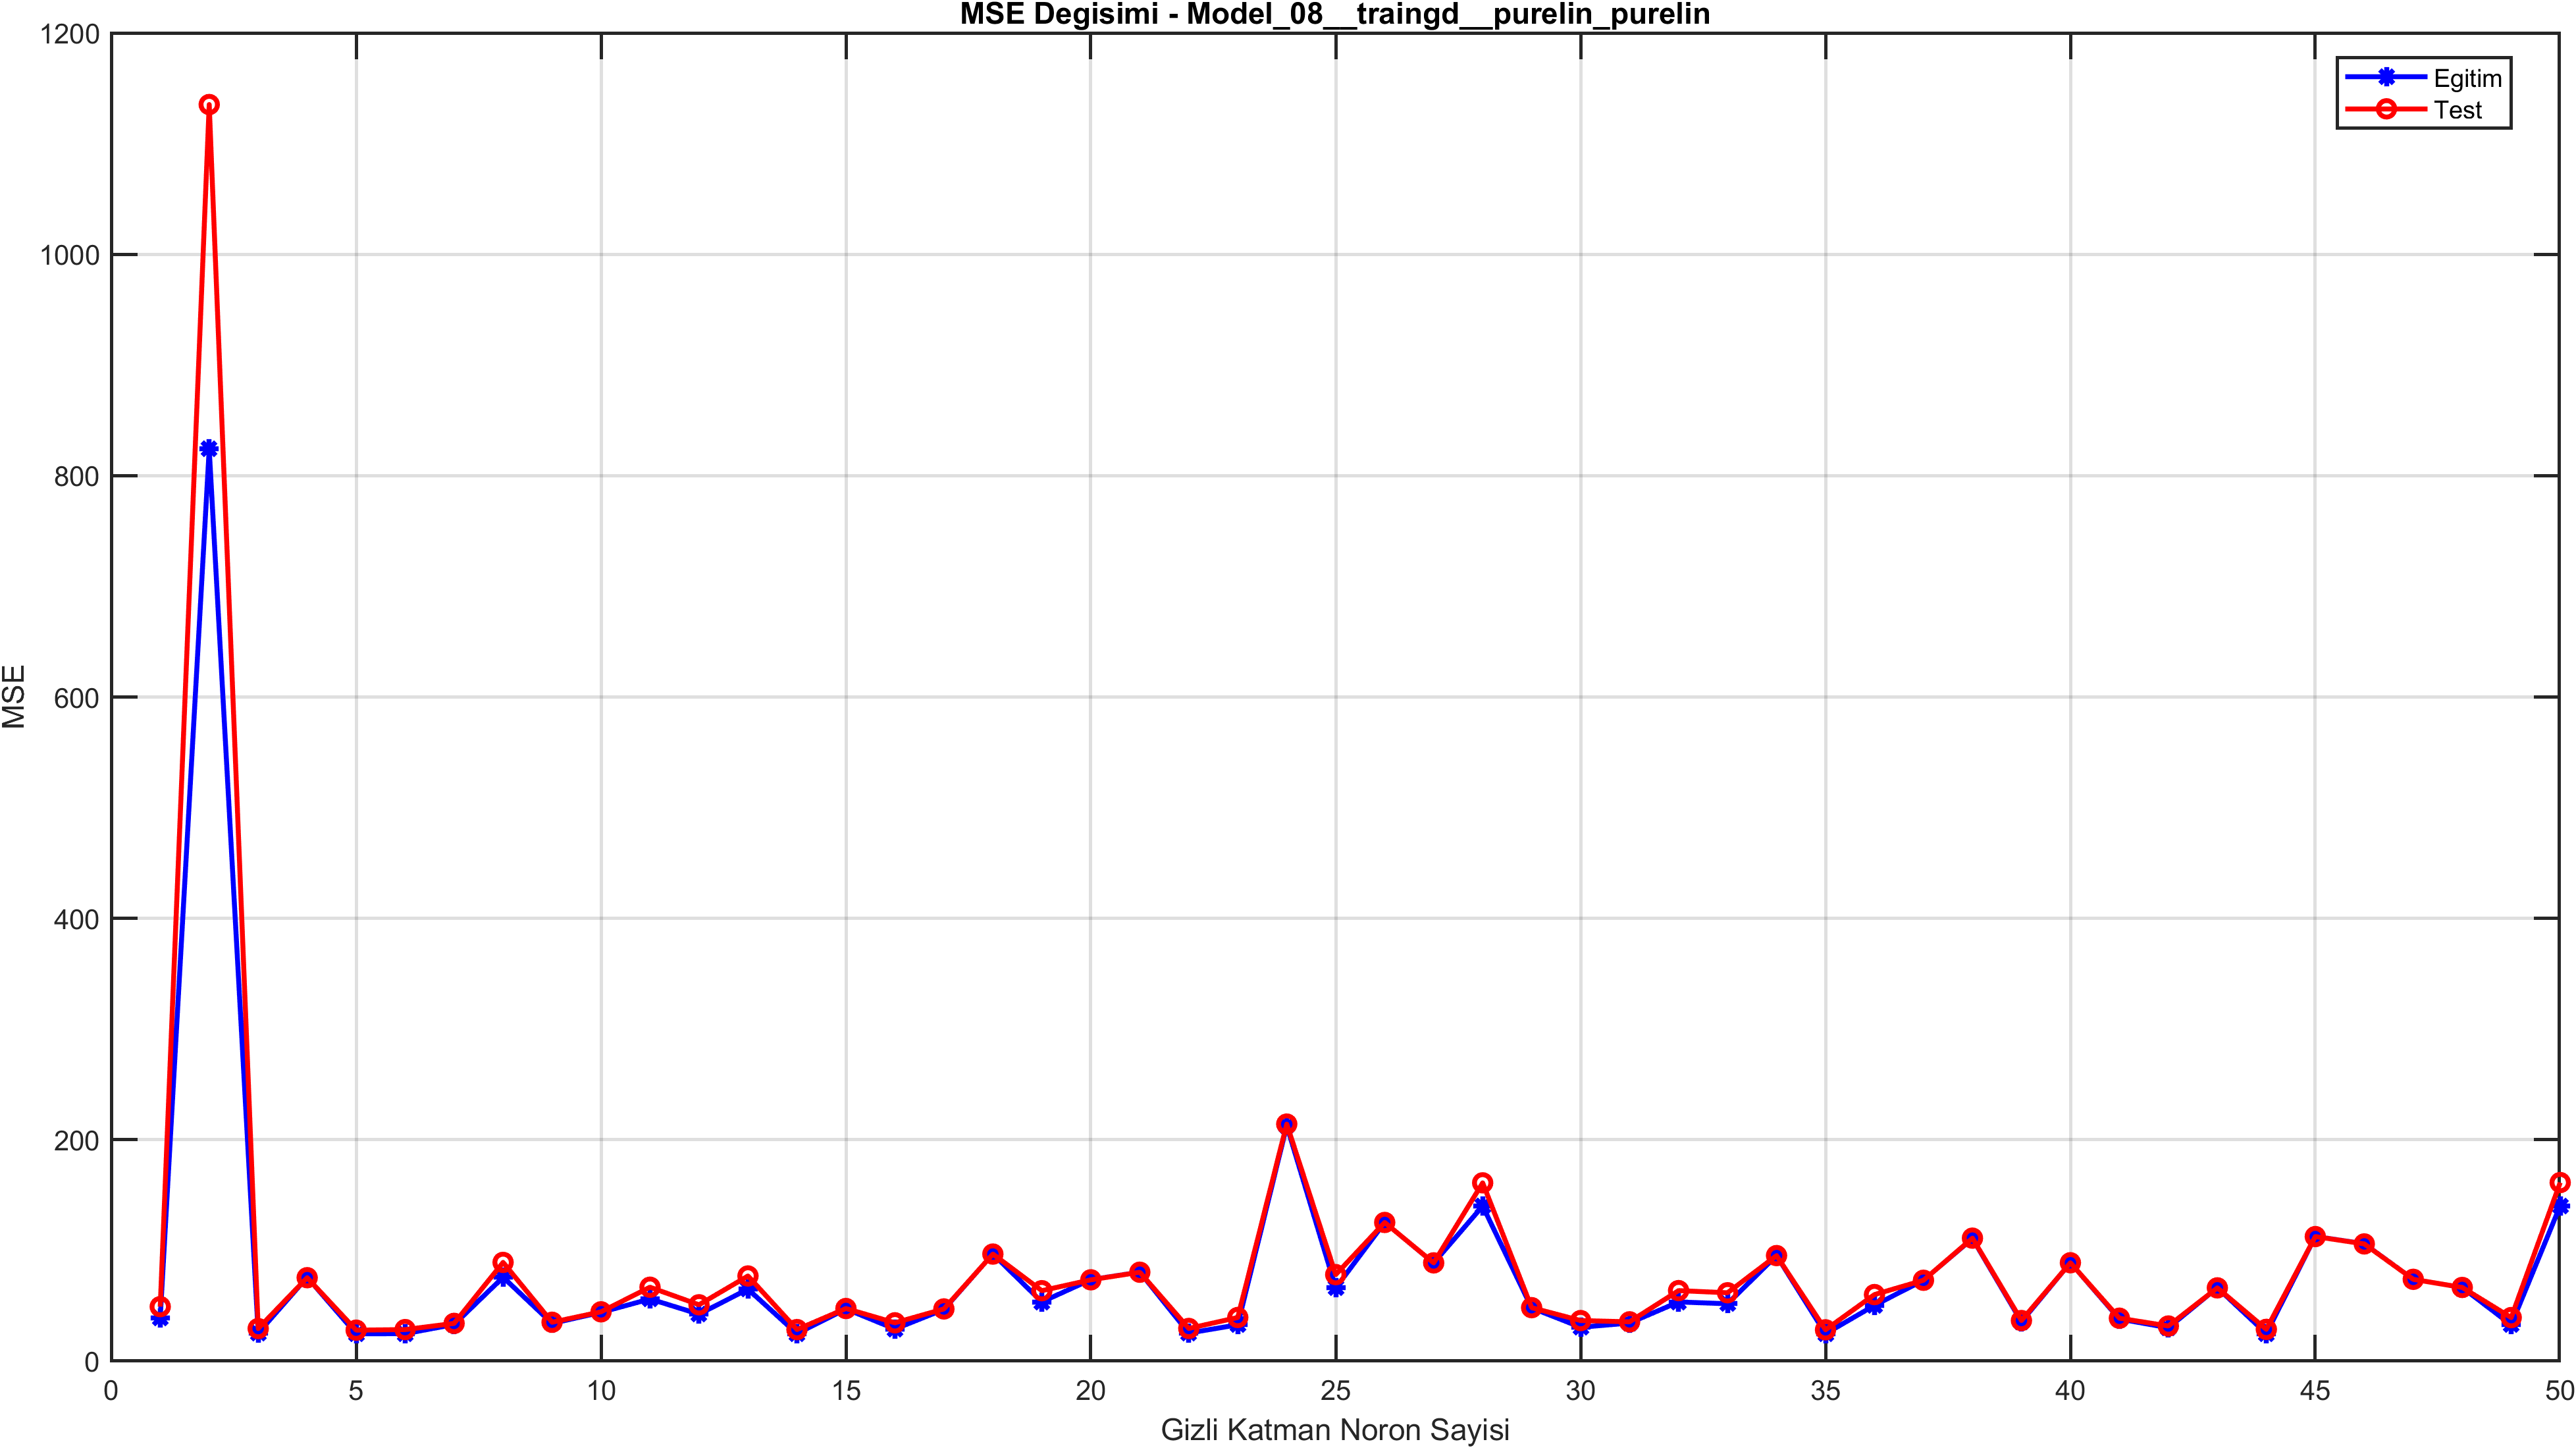 MSE Degisimi - Model_08__traingd__purelin_purelin
Egitim
Test
MSE
1200
1000
800
600
400
200
0
0 5 10 15 20 25 30 35 40 45 50
Gizli Katman Noron Sayisi